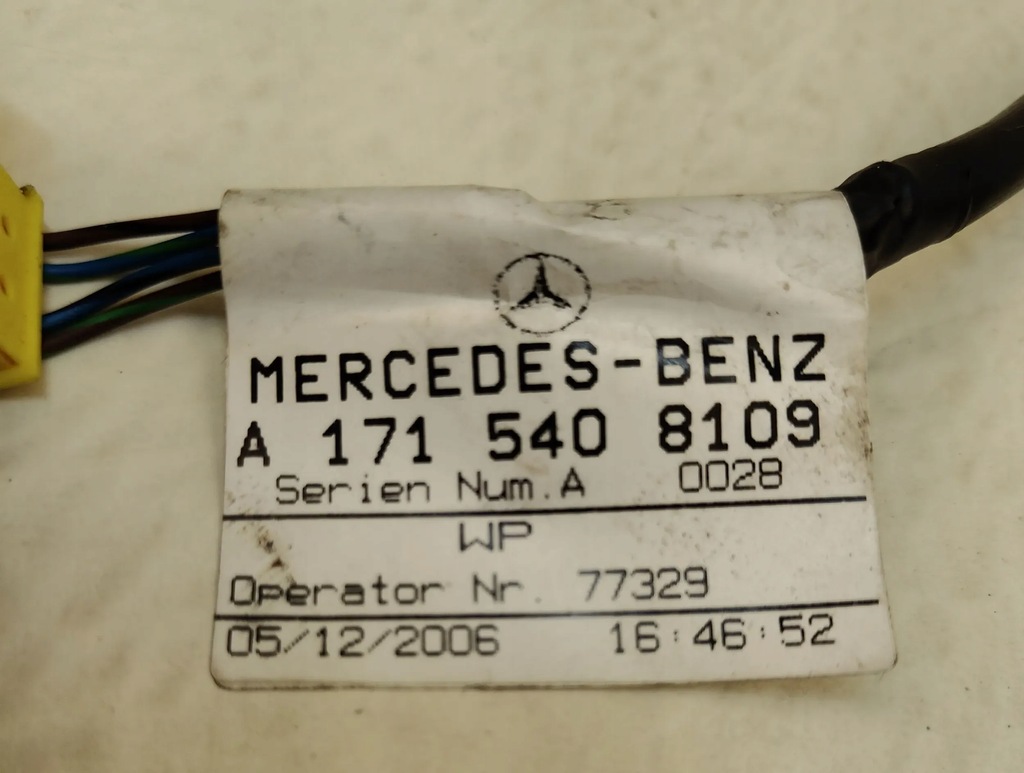 MERCEDES-BENZ
A 171 540 8109
Serien Num.A 0028
WP
Operator Nr. 77329
05/12/2006 16:46:52